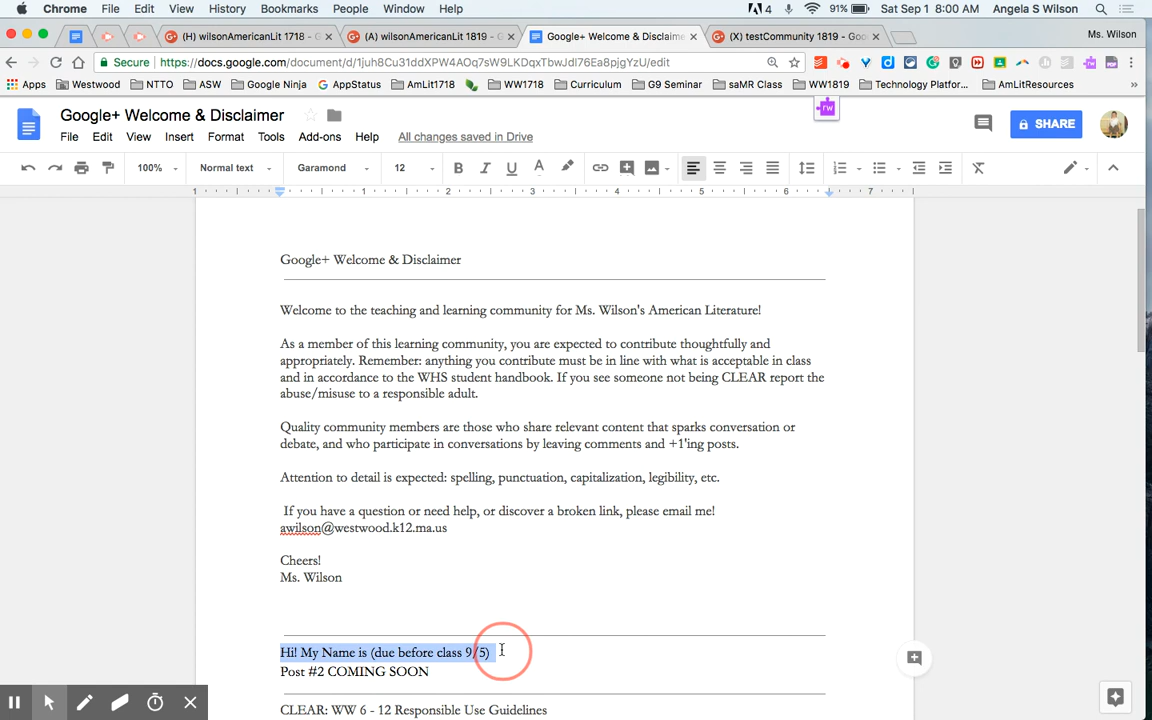 Chrome File Edit View History Bookmarks People Window Help 4 91% Sat Sep 1 8:00 AM Angela S Wilson
(H) wilsonAmericanLit 1718 - G (A) wilsonAmericanLit 1819 - G Google+ Welcome & Disclaime (X) testCommunity 1819 - Goo Ms. Wilson
Secure https://docs.google.com/document/d/1juh8Cu31ddXPW4AOq7sW9LKDqxTbwJdl76Ea8pjgYzU/edit
Apps Westwood NTTO ASW Google Ninja AppStatus AmLit1718 WW1718 Curriculum G9 Seminar saMR Class WW1819 Technology Platfor... AmLitResources »
Google+ Welcome & Disclaimer
File Edit View Insert Format Tools Add-ons Help All changes saved in Drive
SHARE
100% Normal text Garamond 12 B I U A
1 1 2 3 4 5 6 7
Google+ Welcome & Disclaimer
Welcome to the teaching and learning community for Ms. Wilson's American Literature!
As a member of this learning community, you are expected to contribute thoughtfully and
appropriately. Remember: anything you contribute must be in line with what is acceptable in class
and in accordance to the WHS student handbook. If you see someone not being CLEAR report the
abuse/misuse to a responsible adult.
Quality community members are those who share relevant content that sparks conversation or
debate, and who participate in conversations by leaving comments and +1'ing posts.
Attention to detail is expected: spelling, punctuation, capitalization, legibility, etc.
If you have a question or need help, or discover a broken link, please email me!
awilson@westwood.k12.ma.us
Cheers!
Ms. Wilson
Hi! My Name is (due before class 9/5)
Post #2 COMING SOON
CLEAR: WW 6 - 12 Responsible Use Guidelines